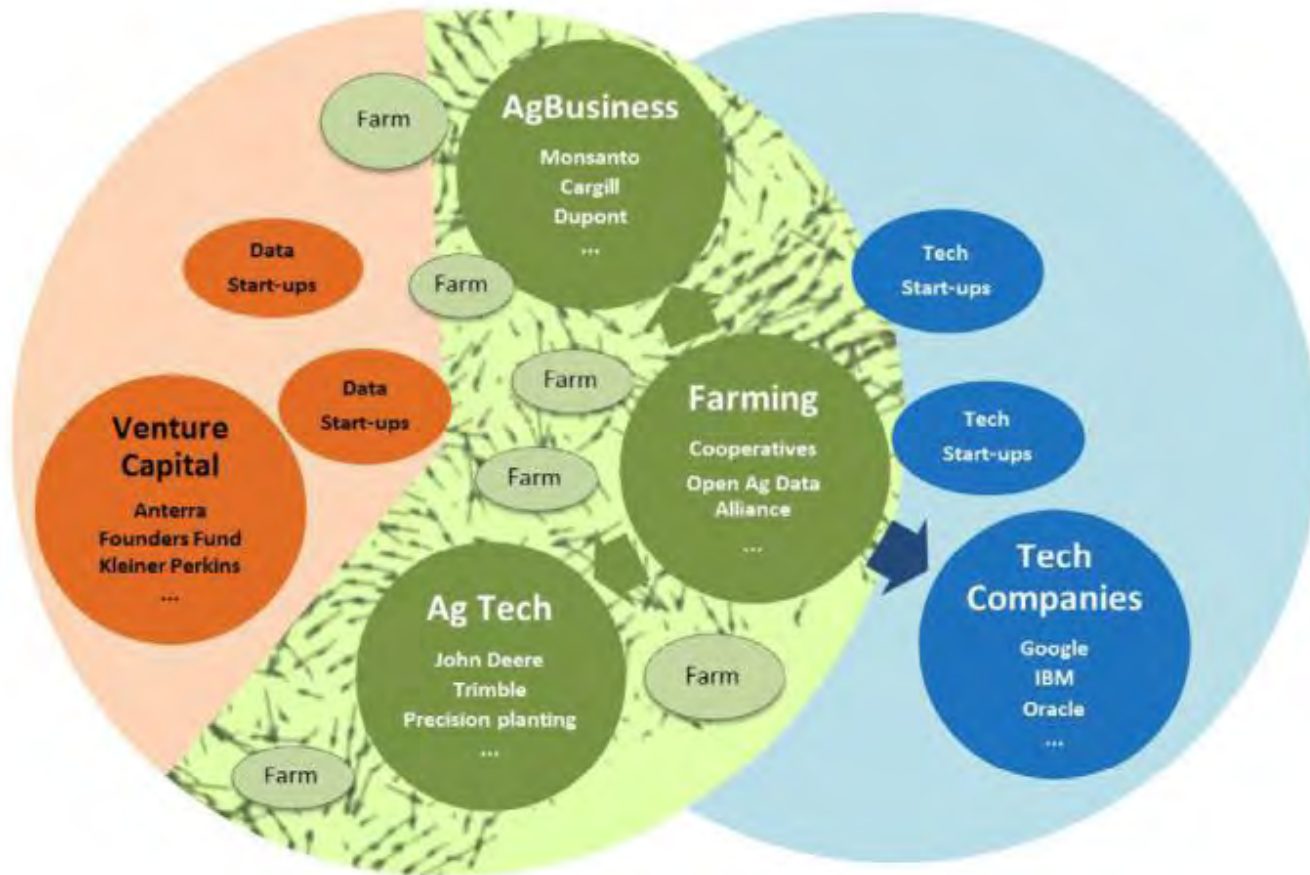 Farm
AgBusiness
Monsanto
Cargill
Dupont
...
Data
Start-ups
Farm
Tech
Start-ups
Farm
Data
Start-ups
Farming
Cooperatives
Open Ag Data
Alliance
...
Tech
Start-ups
Venture
Capital
Anterra
Founders Fund
Kleiner Perkins
...
Farm
Ag Tech
John Deere
Trimble
Precision planting
...
Farm
Tech
Companies
Google
IBM
Oracle
...
Farm